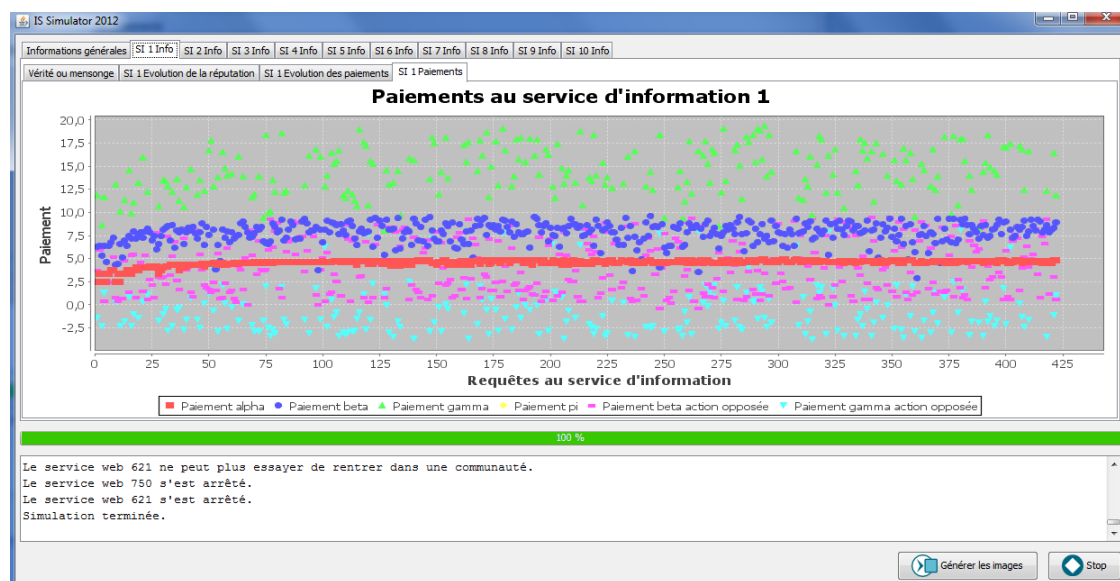 IS Simulator 2012
Informations générales SI 1 Info SI 2 Info SI 3 Info SI 4 Info SI 5 Info SI 6 Info SI 7 Info SI 8 Info SI 9 Info SI 10 Info
Vérité ou mensonge SI 1 Evolution de la réputation SI 1 Evolution des paiements SI 1 Paiements
Paiements au service d'information 1
Paiement
20,0
17,5
15,0
12,5
10,0
7,5
5,0
2,5
0,0
-2,5
0 25 50 75 100 125 150 175 200 225 250 275 300 325 350 375 400 425
Requêtes au service d'information
Paiement alpha Paiement beta Paiement gamma Paiement pi Paiement beta action opposée Paiement gamma action opposée
100 %
Le service web 621 ne peut plus essayer de rentrer dans une communauté.
Le service web 750 s'est arrêté.
Le service web 621 s'est arrêté.
Simulation terminée.
Générer les images Stop